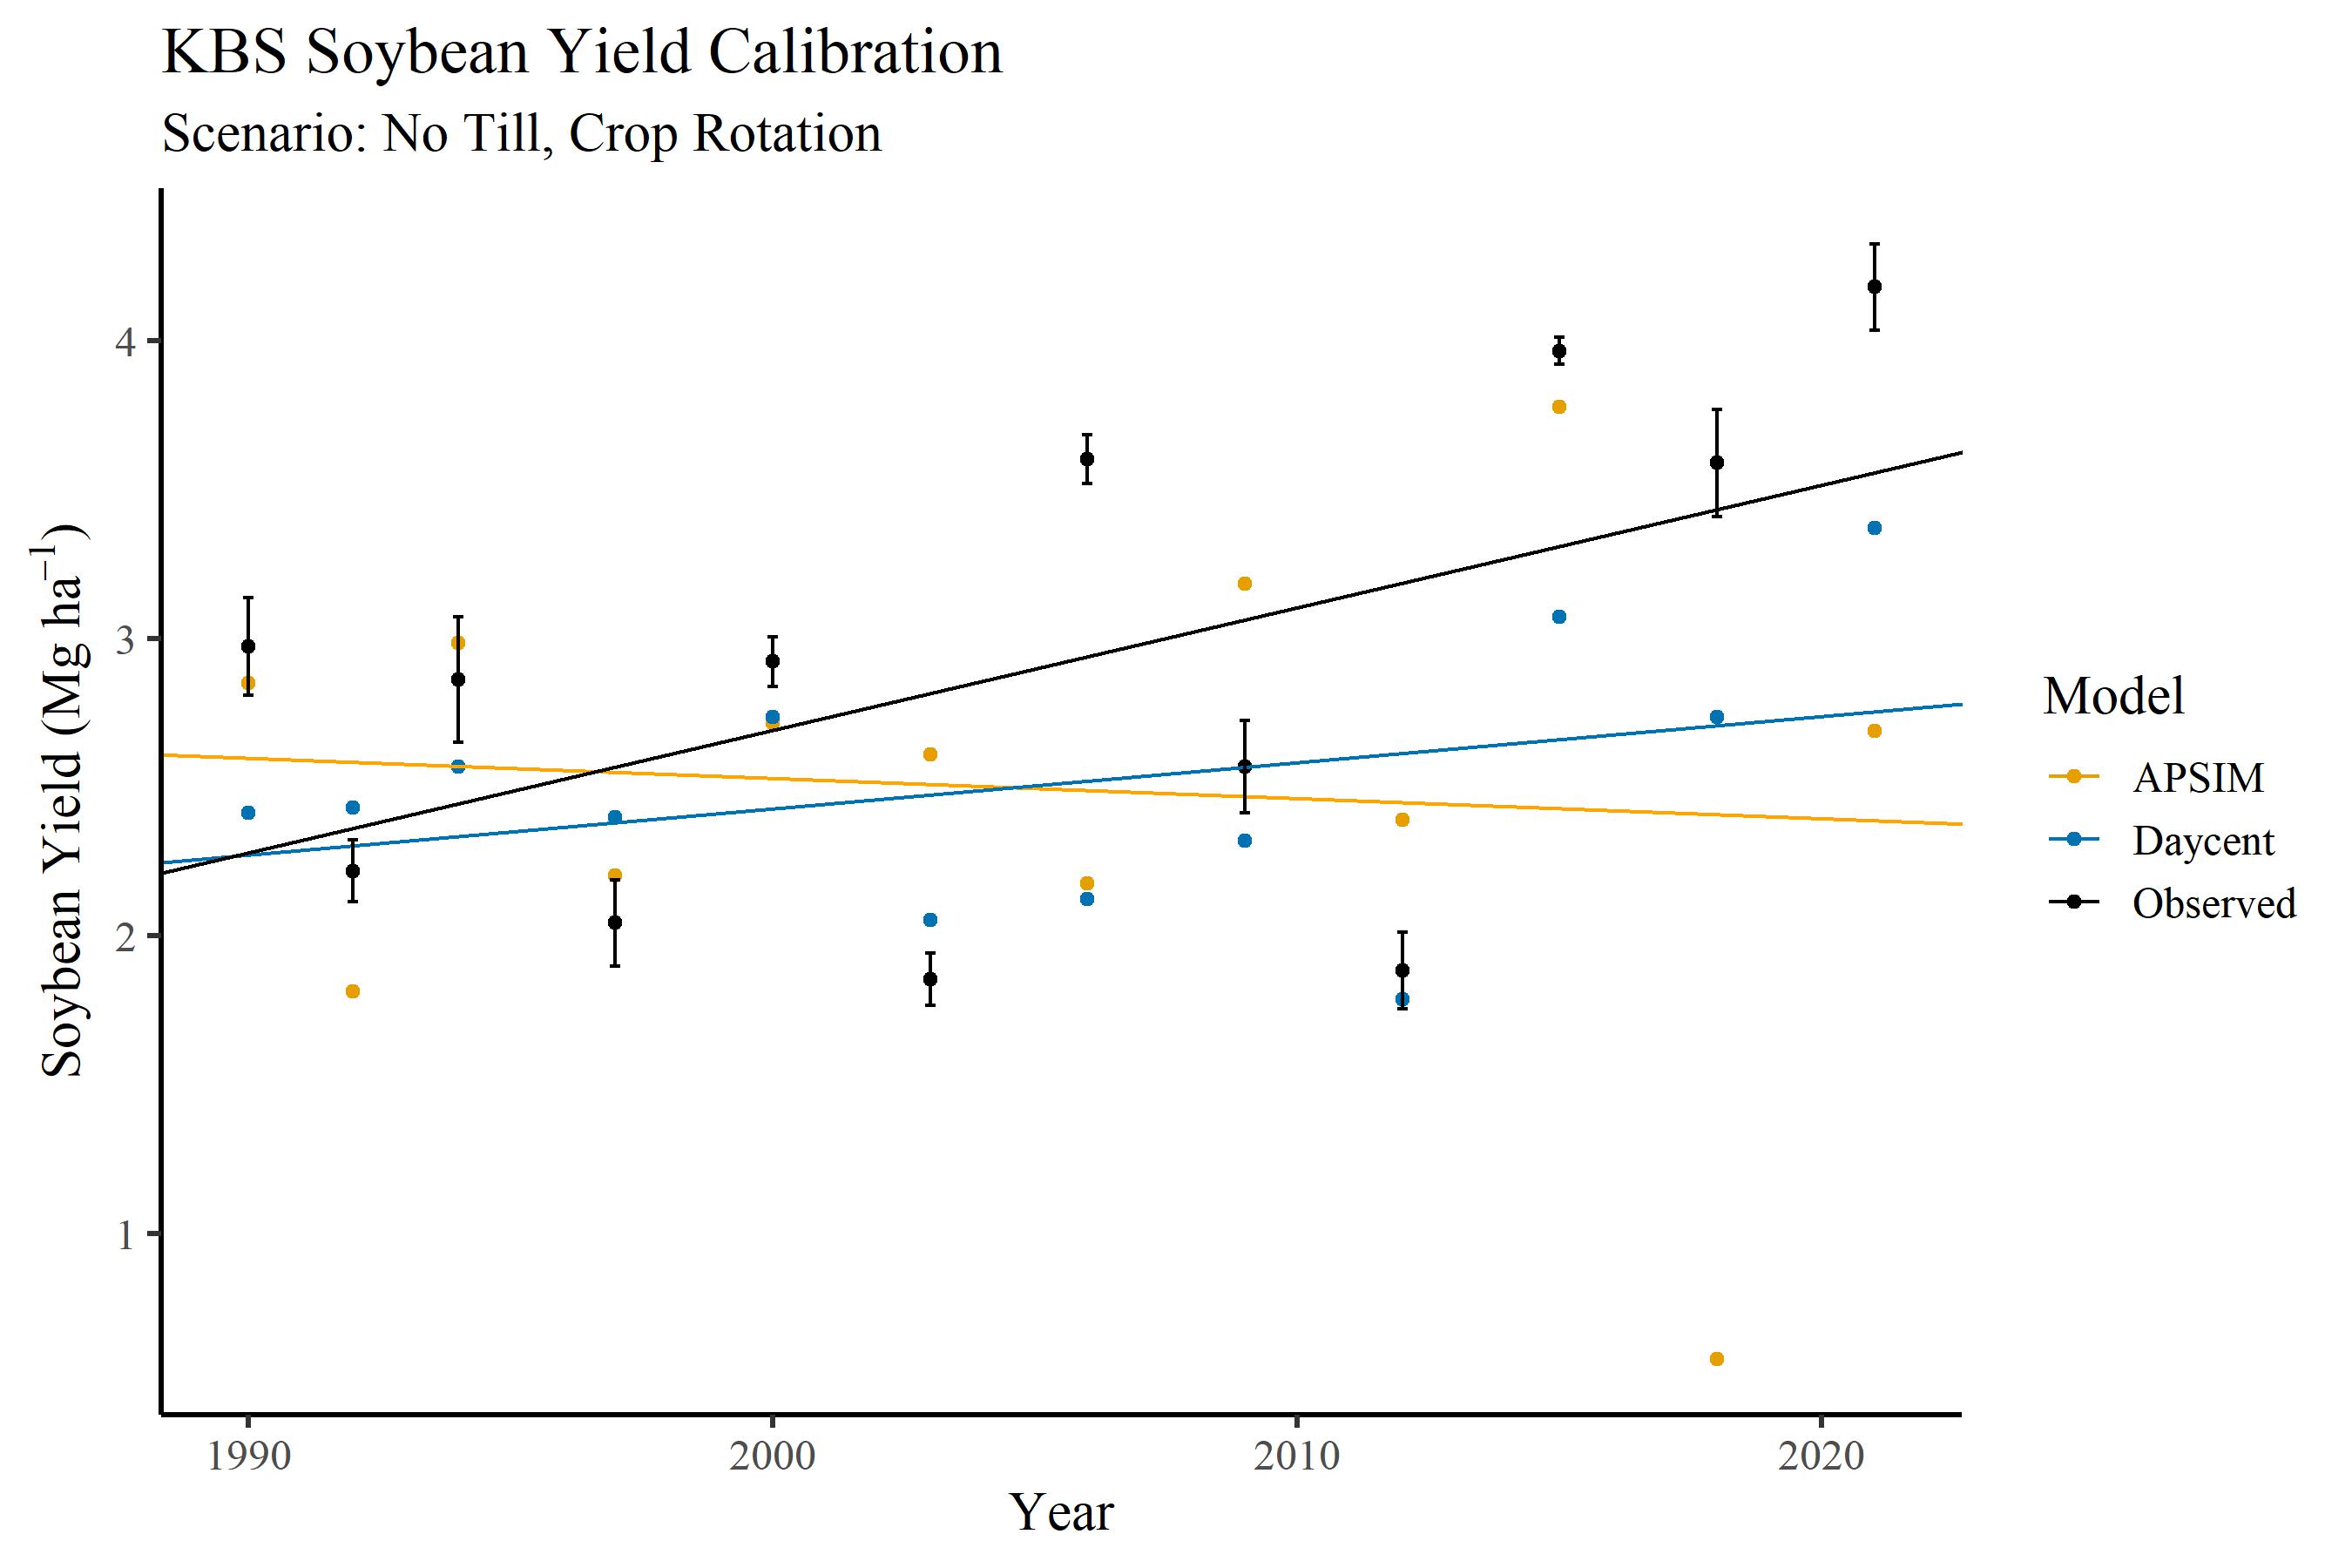 KBS Soybean Yield Calibration
Scenario: No Till, Crop Rotation
Soybean Yield (Mg ha⁻¹)
4
3
2
1
1990 2000 2010 2020
Year
Model
APSIM
Daycent
Observed